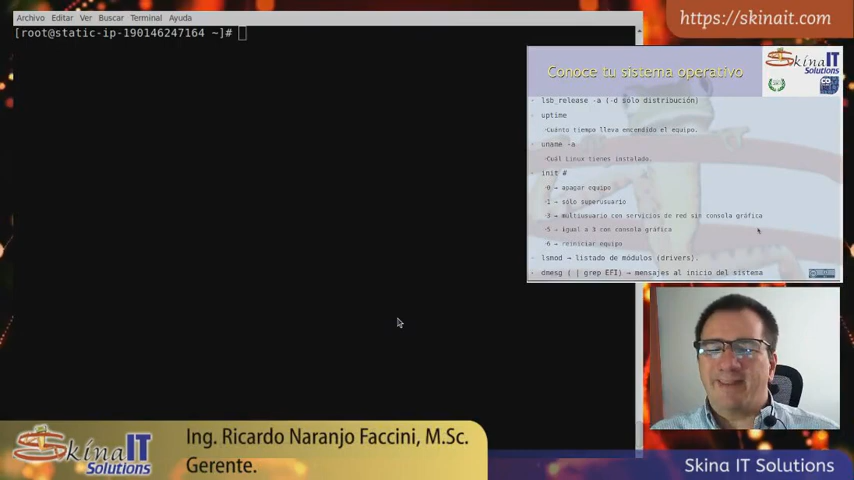 Archivo Editar Ver Buscar Terminal Ayuda
[root@static-ip-190146247164 ~]#
https://skinait.com
Conoce tu sistema operativo
Skina IT
Solutions
lsb_release -a (-d sólo distribución)
uptime
Cuánto tiempo lleva encendido el equipo.
uname -a
Cuál Linux tienes instalado.
init #
0 → apagar equipo
1 → sólo superusuario
3 → multiusuario con servicios de red sin consola gráfica
5 → igual a 3 con consola gráfica
6 → reiniciar equipo
lsmod → listado de módulos (drivers).
dmesg ( | grep EFI) → mensajes al inicio del sistema
Skina IT
Solutions
Ing. Ricardo Naranjo Faccini, M.Sc.
Gerente.
Skina IT Solutions